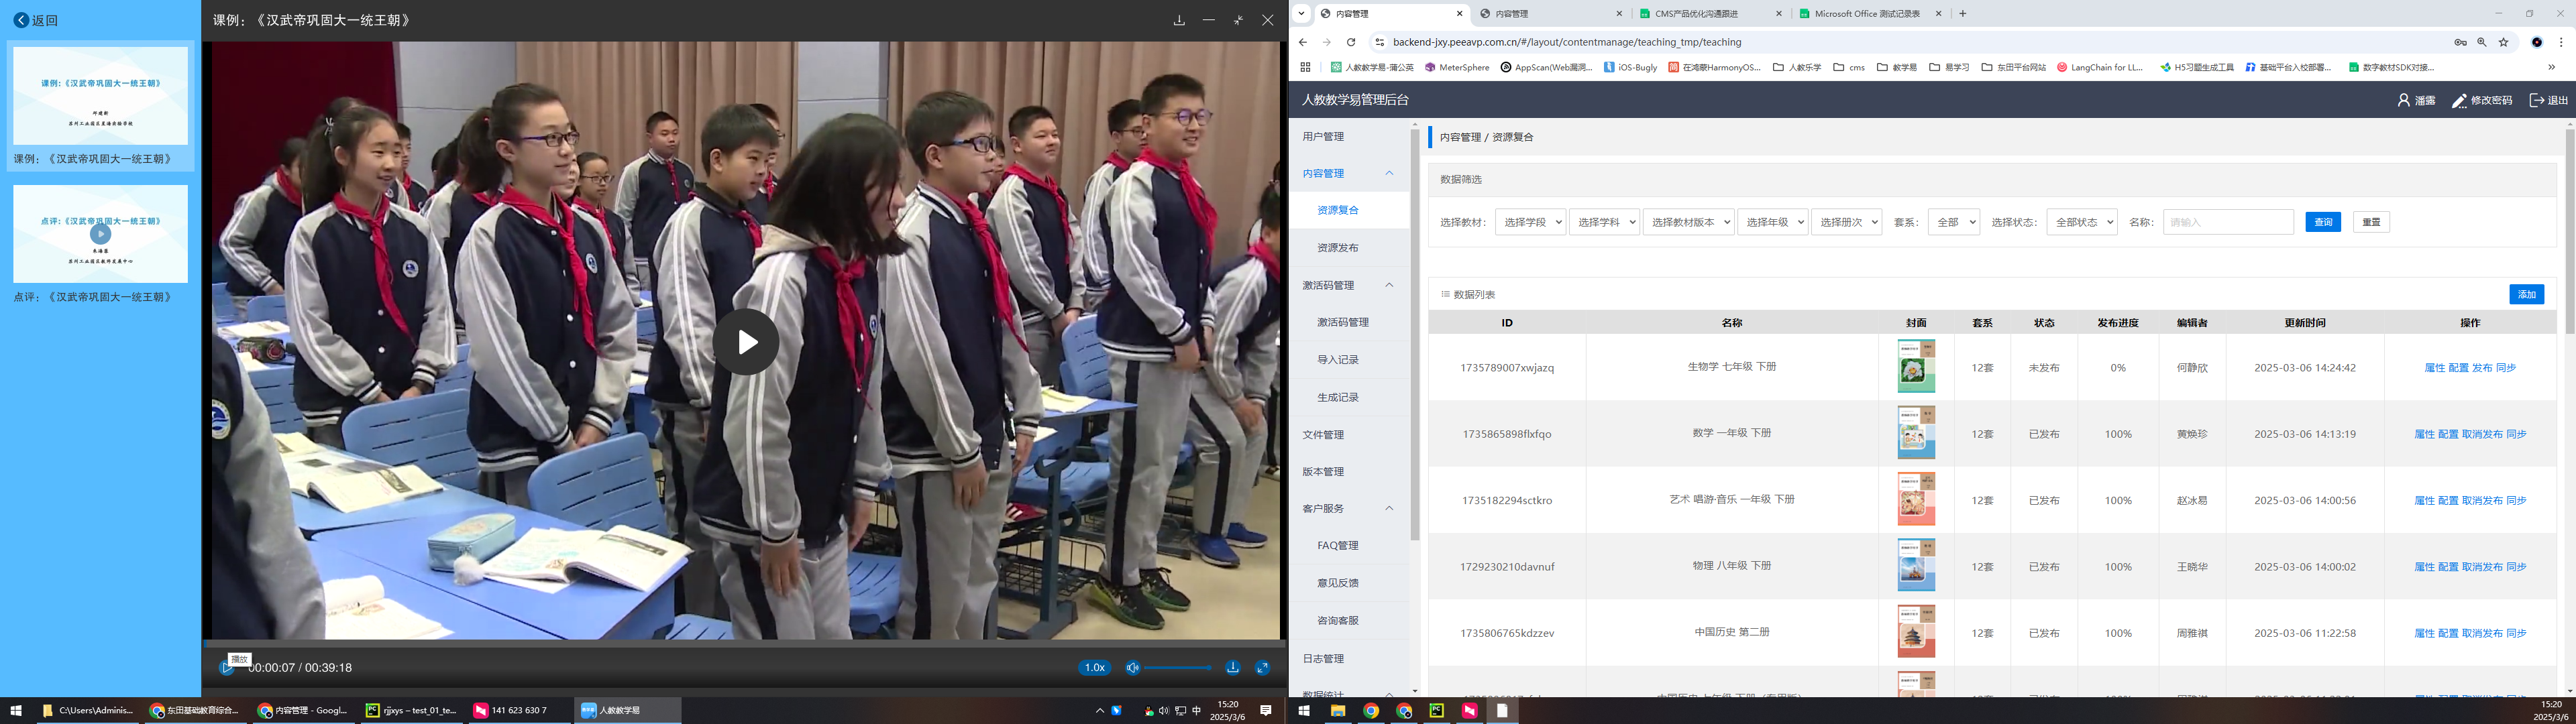 返回
课例：《汉武帝巩固大一统王朝》
课例:《汉武帝巩固大一统王朝》
苏州工业园区星海实验学校
课例：《汉武帝巩固大一统王朝》
点评:《汉武帝巩固大一统王朝》
苏州工业园区教师发展中心
点评：《汉武帝巩固大一统王朝》
播放
00:00:07 / 00:39:18
1.0x
内容管理
内容管理
CMS产品优化沟通跟进
Microsoft Office 测试记录表
backend-jxy.peeavp.com.cn/#/layout/contentmanage/teaching_tmp/teaching
人教教学易-蒲公英
MeterSphere
AppScan(Web漏洞...
iOS-Bugly
在鸿蒙HarmonyOS...
人教乐学
cms
教学易
易学习
东田平台网站
LangChain for LL...
H5习题生成工具
基础平台入校部署...
数字教材SDK对接...
人教教学易管理后台
潘露
修改密码
退出
用户管理
内容管理
资源复合
资源发布
激活码管理
激活码管理
导入记录
生成记录
文件管理
版本管理
客户服务
FAQ管理
意见反馈
咨询客服
日志管理
数据统计
内容管理 / 资源复合
数据筛选
选择教材： 选择学段 选择学科 选择教材版本 选择年级 选择册次 套系： 全部 选择状态： 全部状态 名称： 请输入 查询 重置
数据列表 添加
ID 名称 封面 套系 状态 发布进度 编辑者 更新时间 操作
1735789007xwjazq 生物学 七年级 下册 12套 未发布 0% 何静欣 2025-03-06 14:24:42 属性 配置 发布 同步
1735865898flxfqo 数学 一年级 下册 12套 已发布 100% 黄焕珍 2025-03-06 14:13:19 属性 配置 取消发布 同步
1735182294sctkro 艺术 唱游·音乐 一年级 下册 12套 已发布 100% 赵冰易 2025-03-06 14:00:56 属性 配置 取消发布 同步
1729230210davnuf 物理 八年级 下册 12套 已发布 100% 王晓华 2025-03-06 14:00:02 属性 配置 取消发布 同步
1735806765kdzzev 中国历史 第二册 12套 已发布 100% 周雅祺 2025-03-06 11:22:58 属性 配置 取消发布 同步
C:\Users\Adminis...
东田基础教育综合...
内容管理 - Googl...
rjjxys – test_01_te...
141 623 630 7
人教教学易
中
15:20
2025/3/6
15:20
2025/3/6